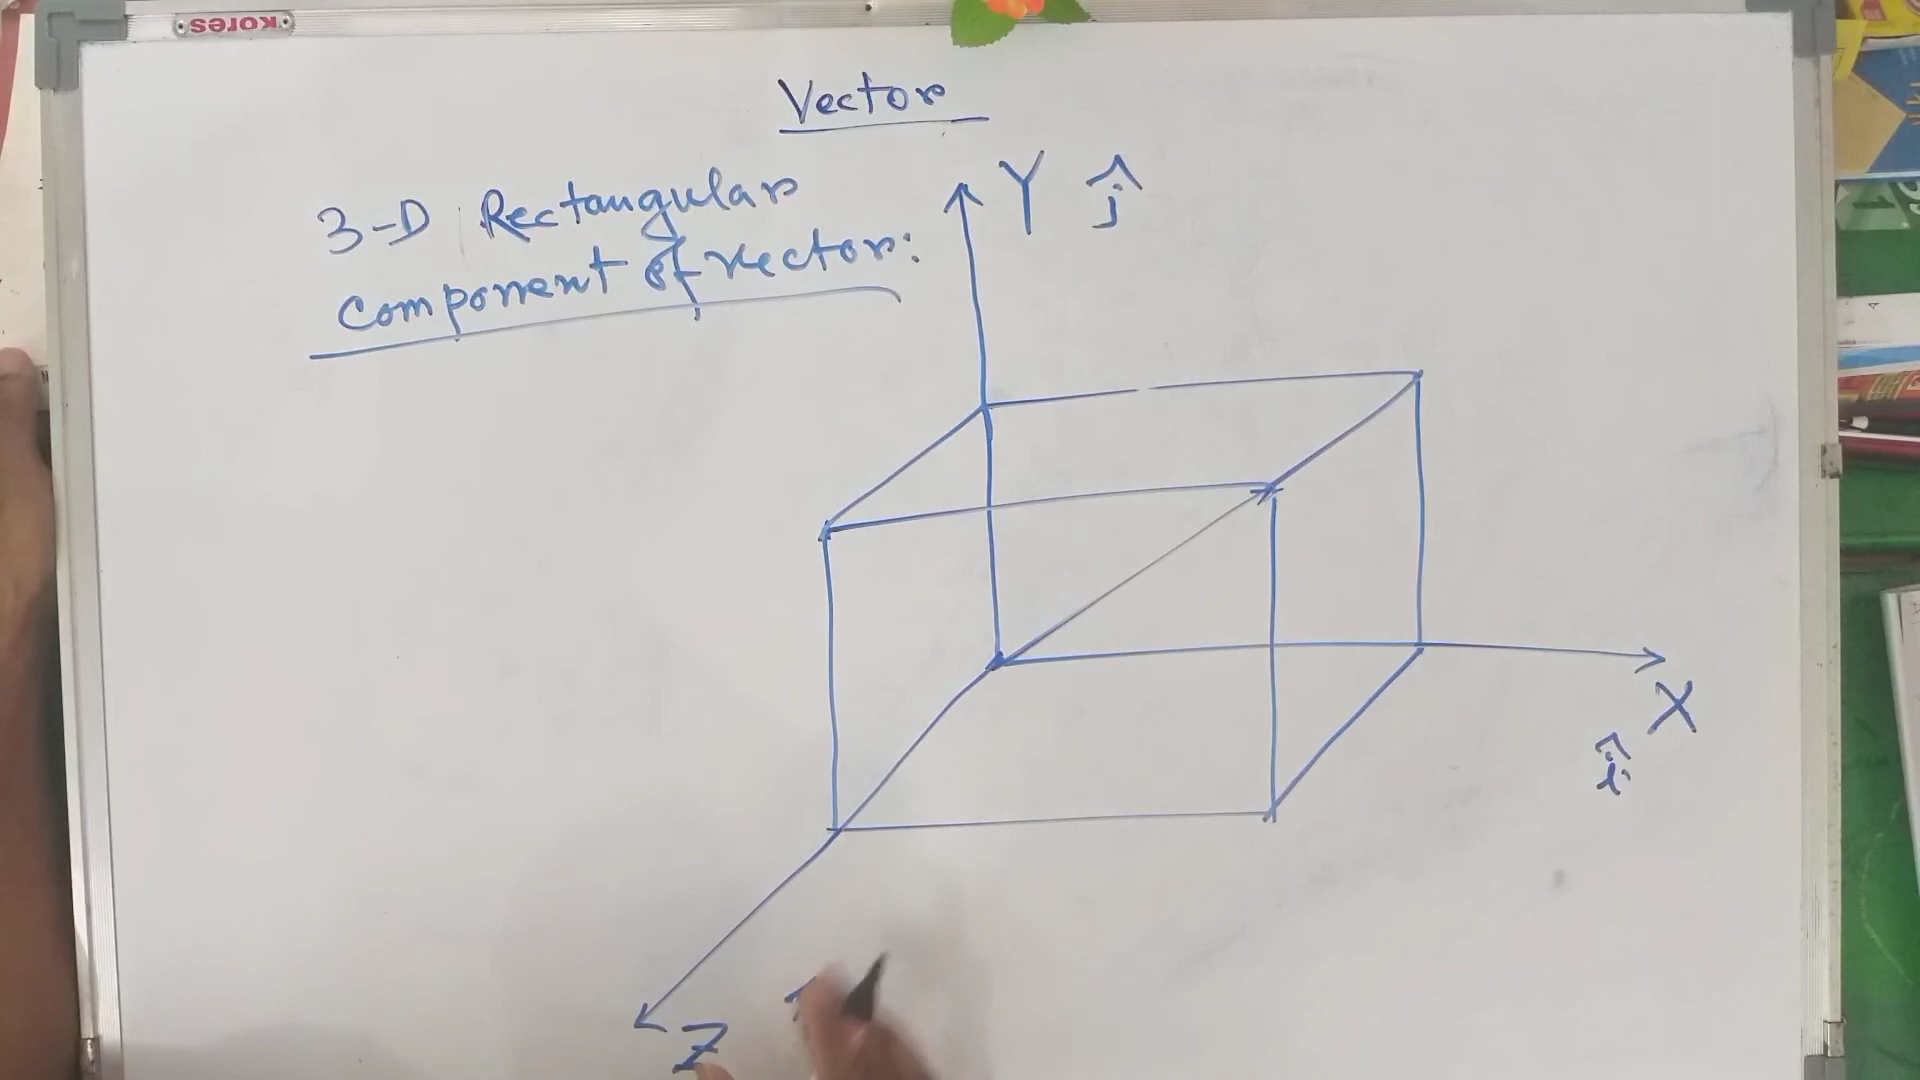 kores
Vector
3-D Rectangular
component of vector:
Y ĵ
X
î
Z